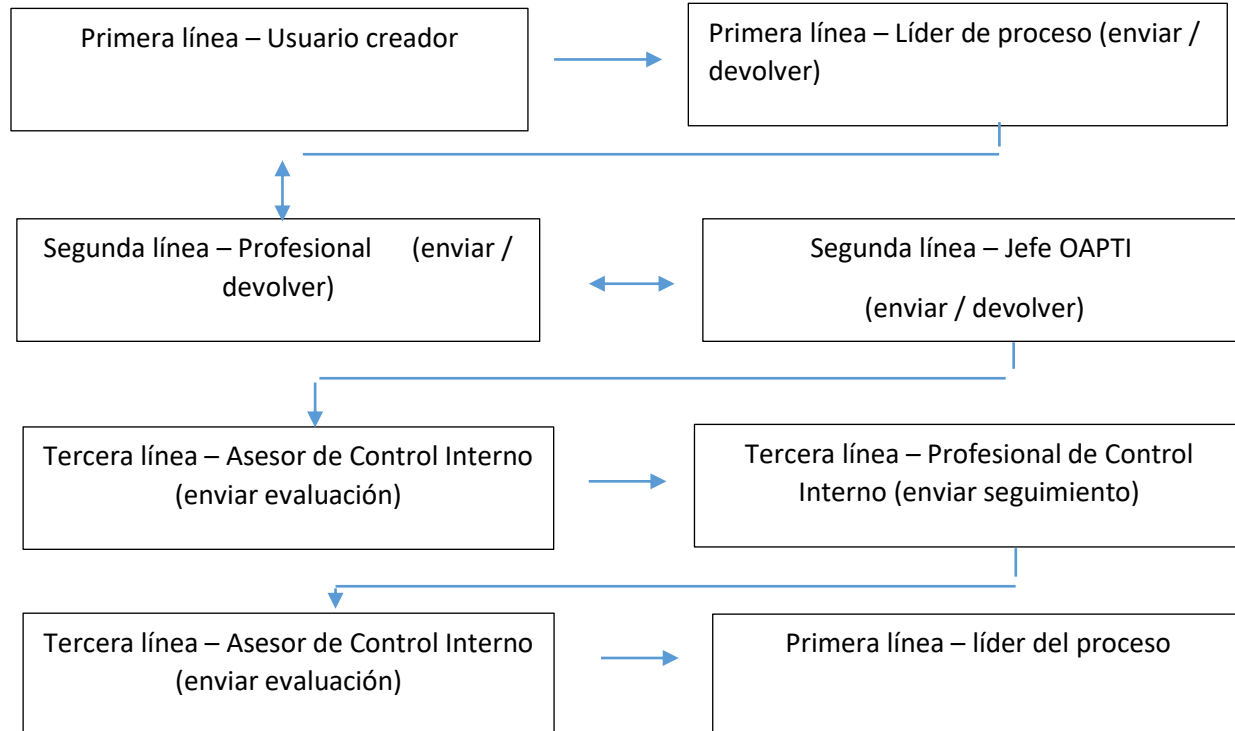 Primera línea – Usuario creador
Primera línea – Líder de proceso (enviar /
devolver)
Segunda línea – Profesional (enviar /
devolver)
Segunda línea – Jefe OAPTI
(enviar / devolver)
Tercera línea – Asesor de Control Interno
(enviar evaluación)
Tercera línea – Profesional de Control
Interno (enviar seguimiento)
Tercera línea – Asesor de Control Interno
(enviar evaluación)
Primera línea – líder del proceso